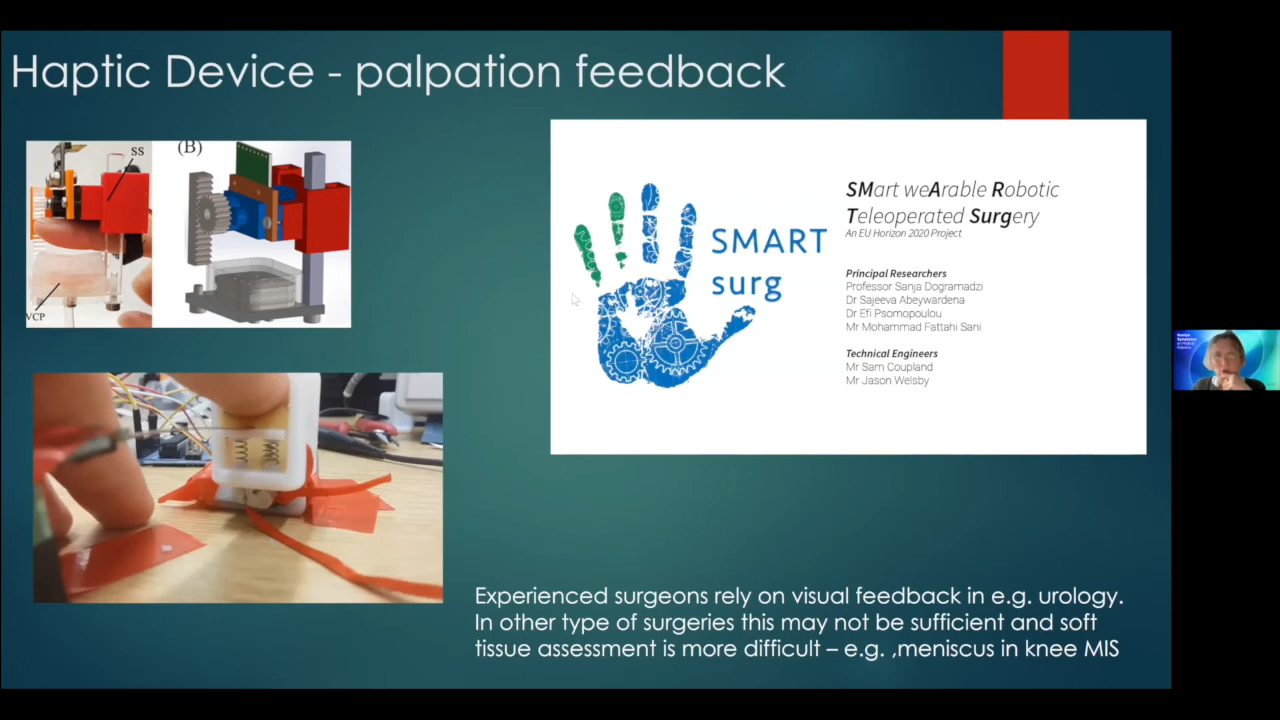 Haptic Device - palpation feedback
SS
(B)
VCP
SMART
surg
SMart weArable Robotic
Teleoperated Surgery
An EU Horizon 2020 Project
Principal Researchers
Professor Sanja Dogramadzi
Dr Sajeeva Abeywardena
Dr Efi Psomopoulou
Mr Mohammad Fattahi Sani
Technical Engineers
Mr Sam Coupland
Mr Jason Welsby
Experienced surgeons rely on visual feedback in e.g. urology.
In other type of surgeries this may not be sufficient and soft
tissue assessment is more difficult – e.g. ,meniscus in knee MIS